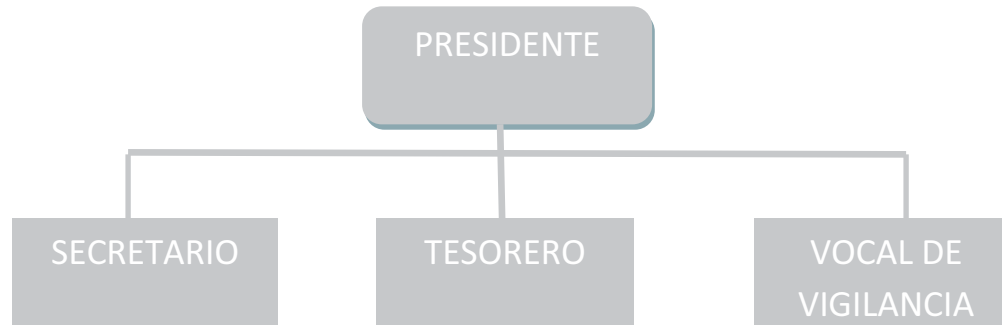 PRESIDENTE
SECRETARIO
TESORERO
VOCAL DE
VIGILANCIA